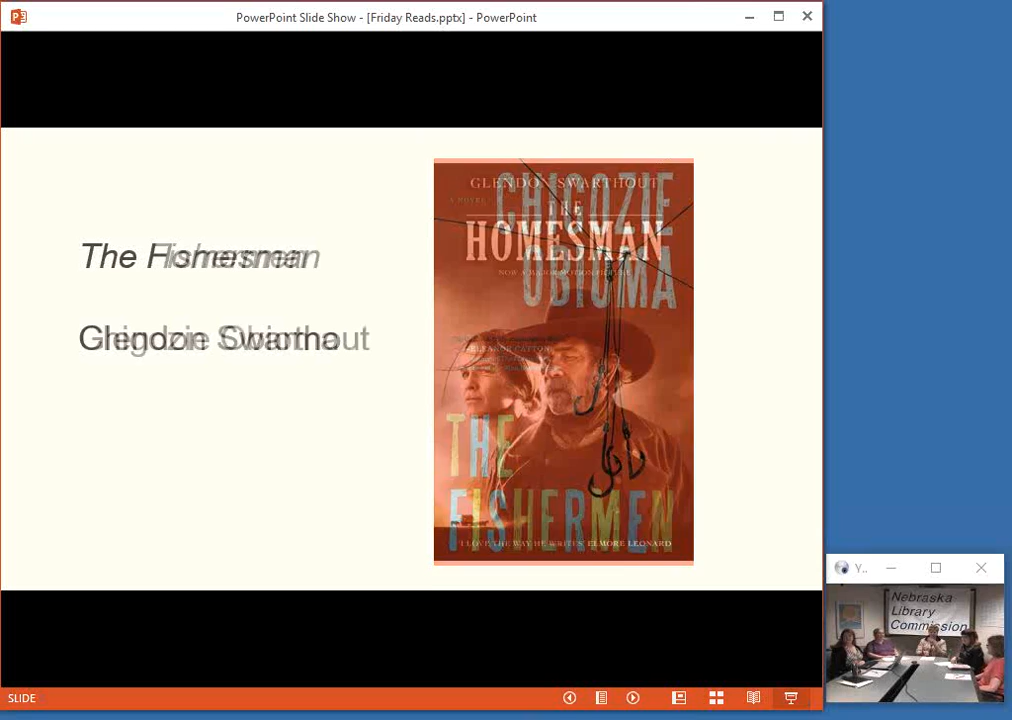 PowerPoint Slide Show - [Friday Reads.pptx] - PowerPoint
The Homesman
The Fishermen
Glendon Swarthout
Chigozie Obioma
GLENDON SWARTHOUT
CHIGOZIE
A NOVEL
THE
HOMESMAN
NOW A MAJOR MOTION PICTURE
OBIOMA
ELEANOR CATTON
THE
FISHERMEN
'I LOVE THE WAY HE WRITES' ELMORE LEONARD
SLIDE
Y..
Nebraska
Library
Commission